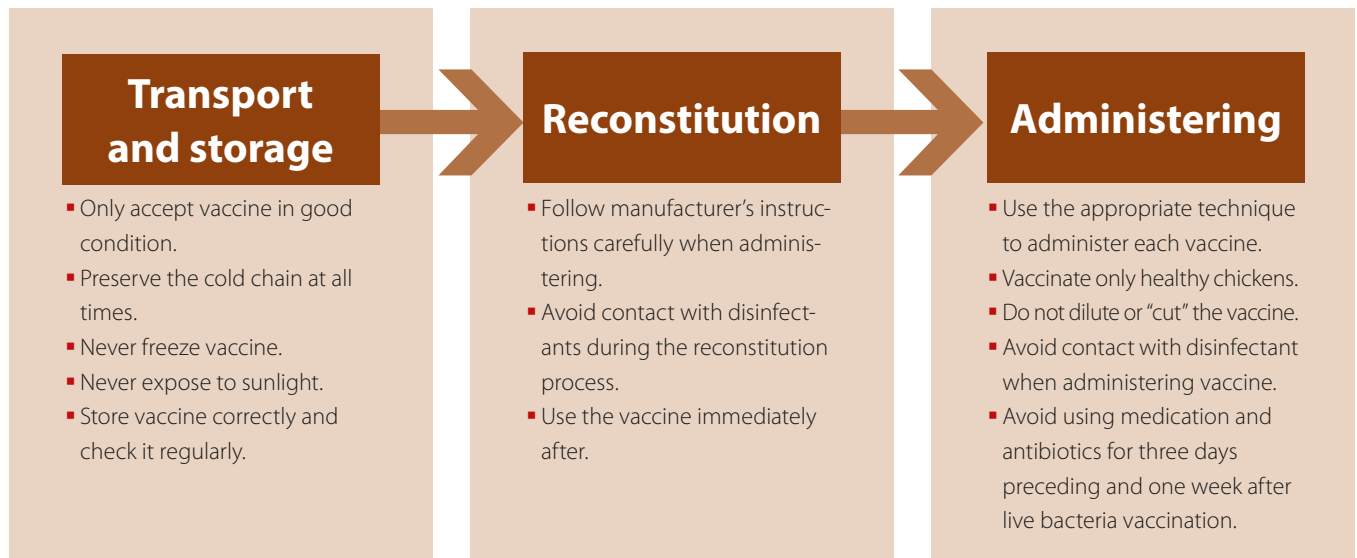 Transport
and storage
▪ Only accept vaccine in good
condition.
▪ Preserve the cold chain at all
times.
▪ Never freeze vaccine.
▪ Never expose to sunlight.
▪ Store vaccine correctly and
check it regularly.
Reconstitution
▪ Follow manufacturer’s instruc-
tions carefully when adminis-
tering.
▪ Avoid contact with disinfect-
ants during the reconstitution
process.
▪ Use the vaccine immediately
after.
Administering
▪ Use the appropriate technique
to administer each vaccine.
▪ Vaccinate only healthy chickens.
▪ Do not dilute or “cut” the vaccine.
▪ Avoid contact with disinfectant
when administering vaccine.
▪ Avoid using medication and
antibiotics for three days
preceding and one week after
live bacteria vaccination.